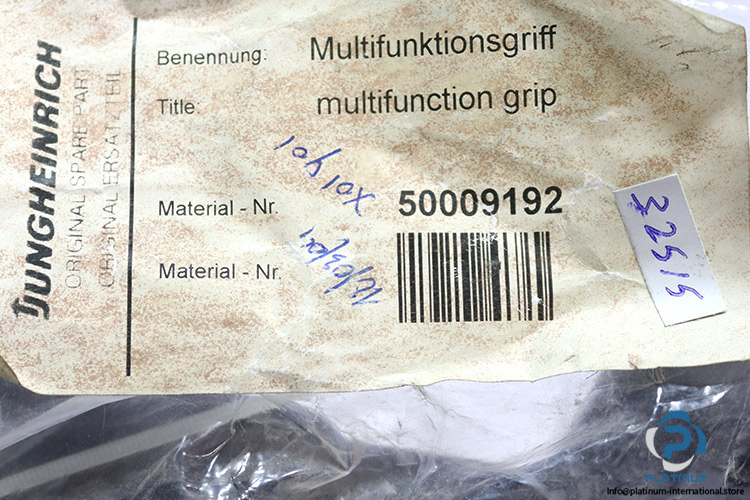 JUNGHEINRICH
ORIGINAL SPARE PART
ORIGINAL ERSATZTEIL
Benennung: Multifunktionsgriff
Title: multifunction grip
Material - Nr. 50009192
Material - Nr.
32515
PLATINUM
info@platinum-international.store